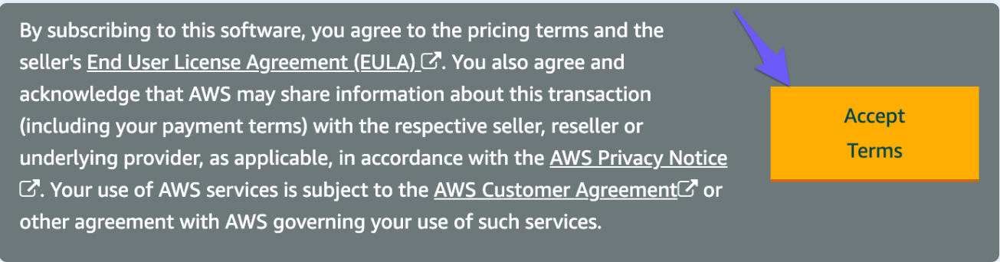 By subscribing to this software, you agree to the pricing terms and the
seller's End User License Agreement (EULA). You also agree and
acknowledge that AWS may share information about this transaction
(including your payment terms) with the respective seller, reseller or
underlying provider, as applicable, in accordance with the AWS Privacy Notice
. Your use of AWS services is subject to the AWS Customer Agreement or
other agreement with AWS governing your use of such services.
Accept
Terms